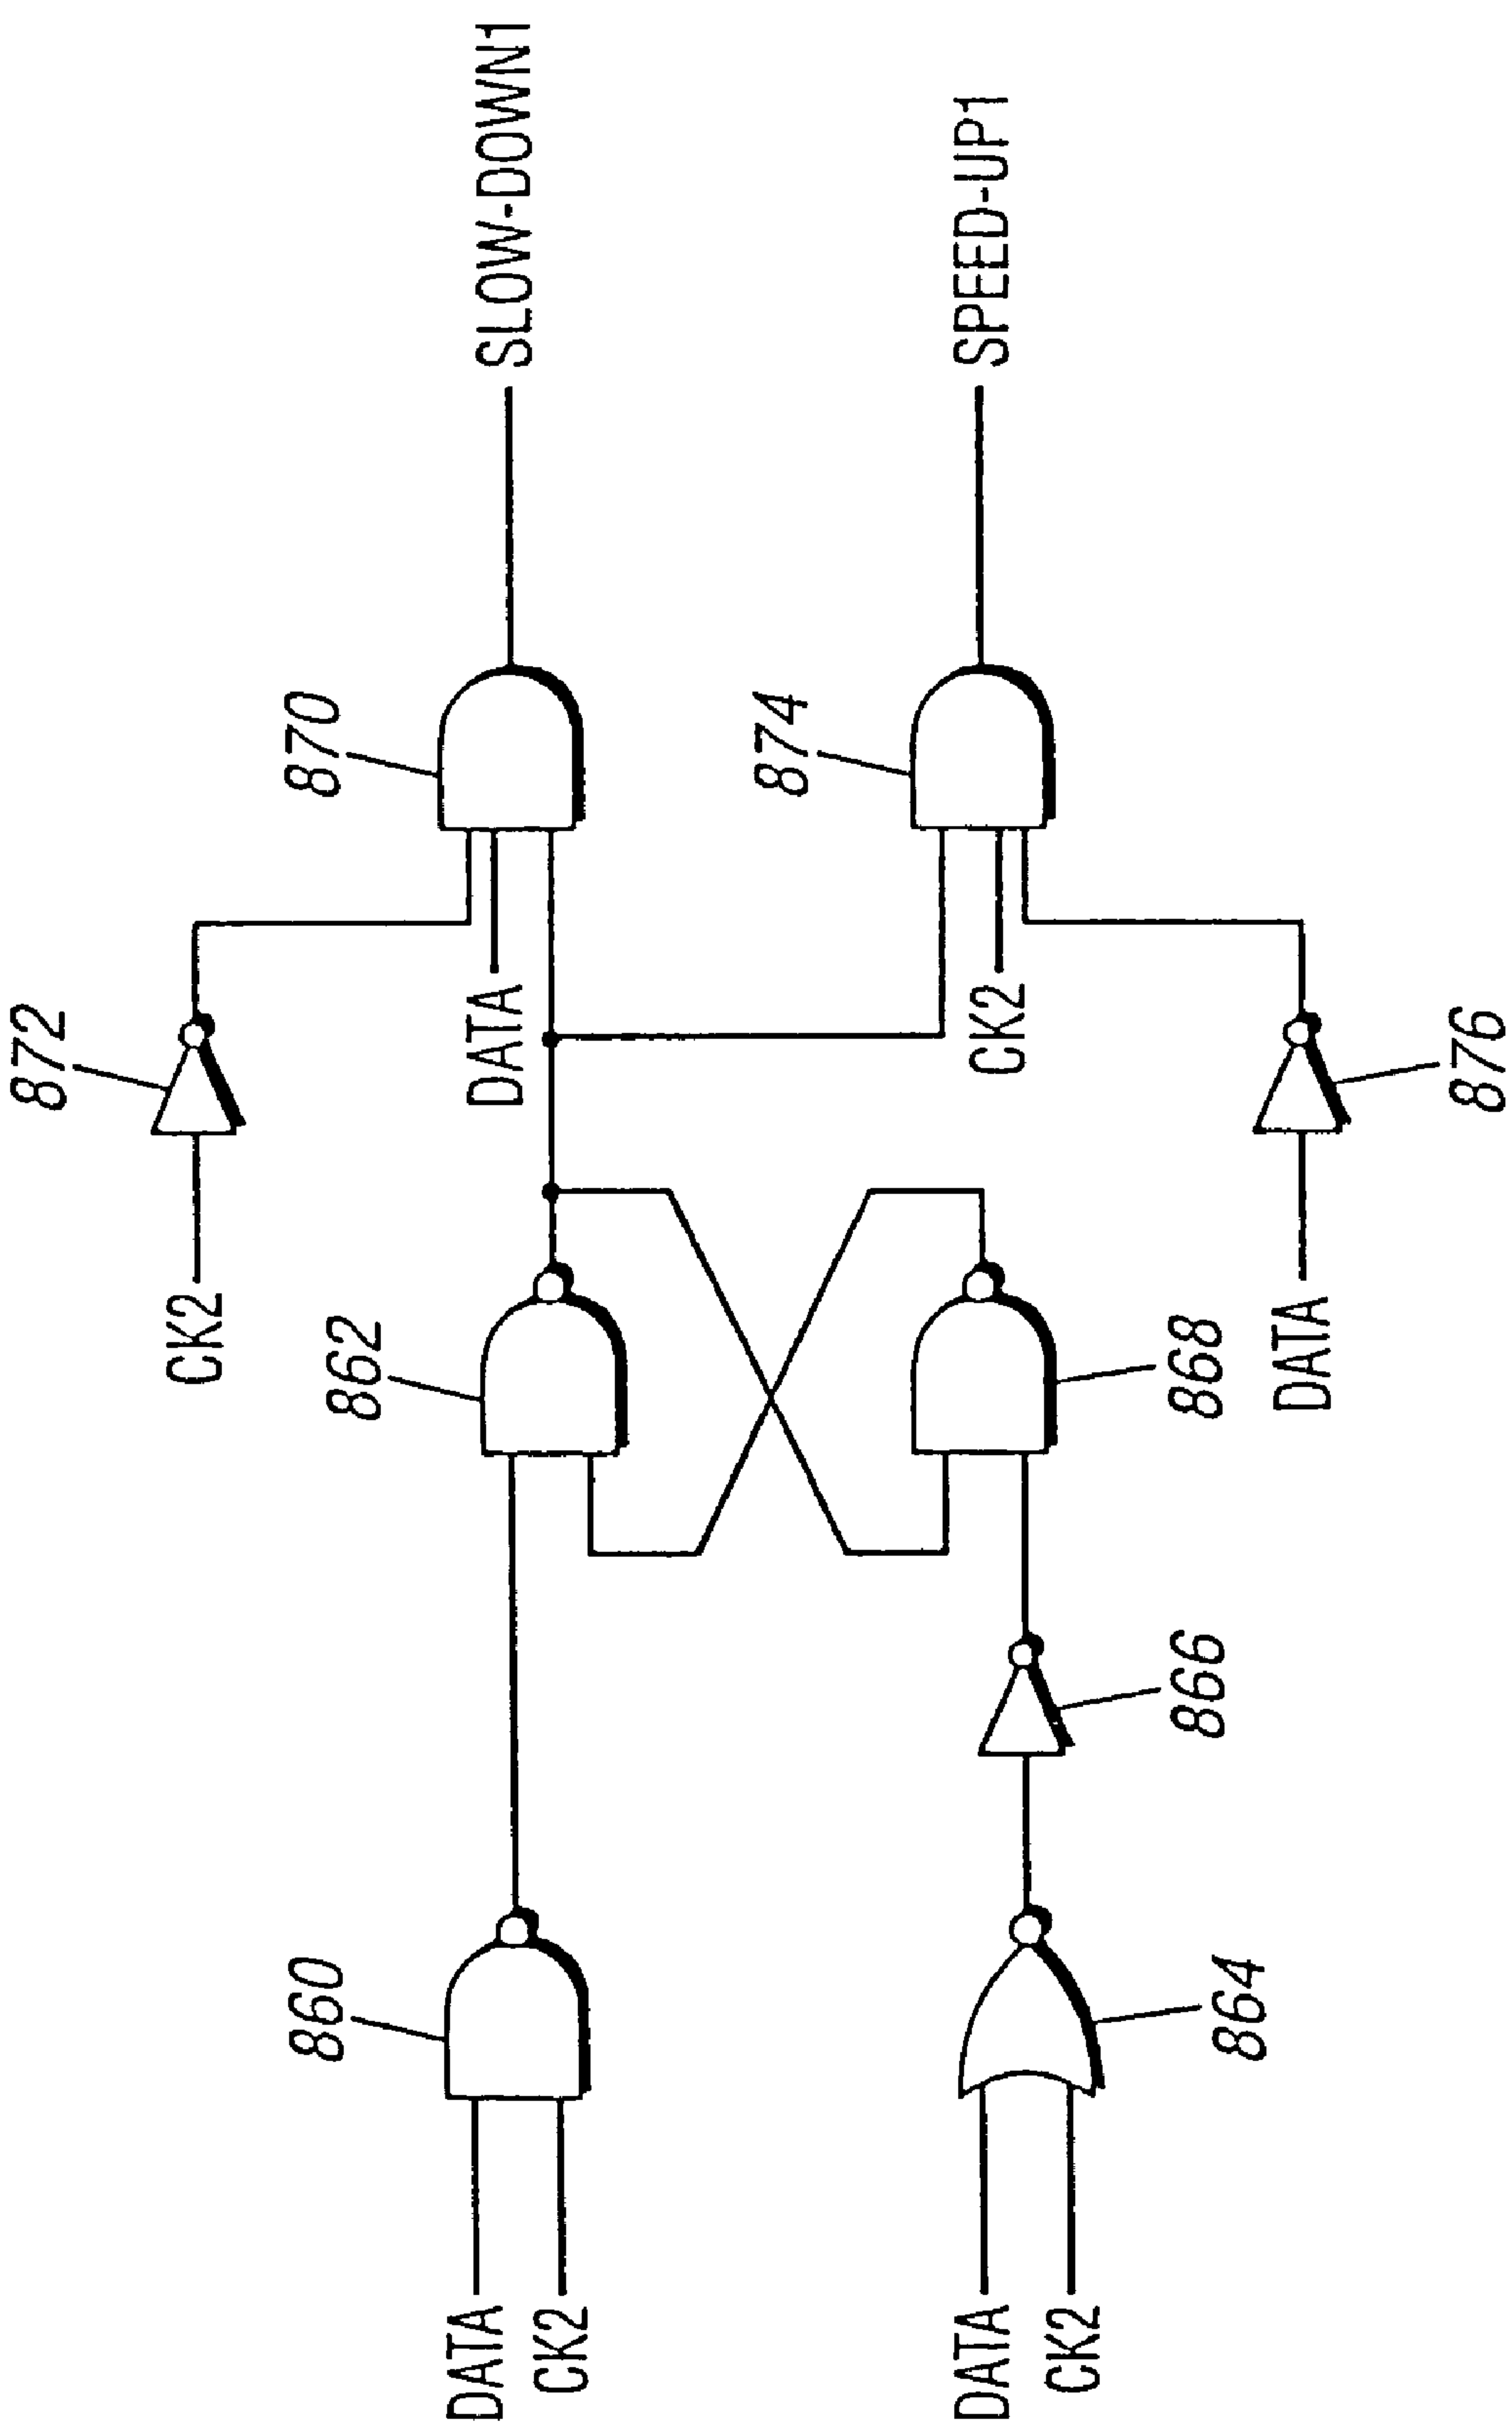 CK2
872
870
SLOW-DOWN1
DATA
860
862
DATA
CK2
874
SPEED-UP1
CK2
DATA
CK2
864
866
868
DATA
876